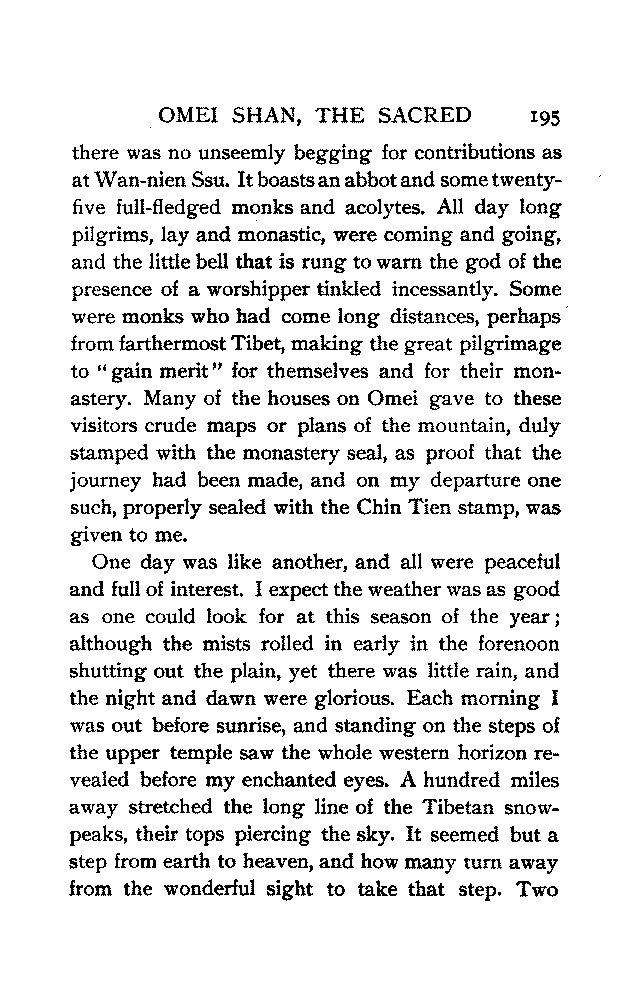 OMEI SHAN, THE SACRED 195
there was no unseemly begging for contributions as
at Wan-nien Ssu. It boasts an abbot and some twenty-
five full-fledged monks and acolytes. All day long
pilgrims, lay and monastic, were coming and going,
and the little bell that is rung to warn the god of the
presence of a worshipper tinkled incessantly. Some
were monks who had come long distances, perhaps
from farthermost Tibet, making the great pilgrimage
to "gain merit" for themselves and for their mon-
astery. Many of the houses on Omei gave to these
visitors crude maps or plans of the mountain, duly
stamped with the monastery seal, as proof that the
journey had been made, and on my departure one
such, properly sealed with the Chin Tien stamp, was
given to me.
One day was like another, and all were peaceful
and full of interest. I expect the weather was as good
as one could look for at this season of the year;
although the mists rolled in early in the forenoon
shutting out the plain, yet there was little rain, and
the night and dawn were glorious. Each morning I
was out before sunrise, and standing on the steps of
the upper temple saw the whole western horizon re-
vealed before my enchanted eyes. A hundred miles
away stretched the long line of the Tibetan snow-
peaks, their tops piercing the sky. It seemed but a
step from earth to heaven, and how many turn away
from the wonderful sight to take that step. Two